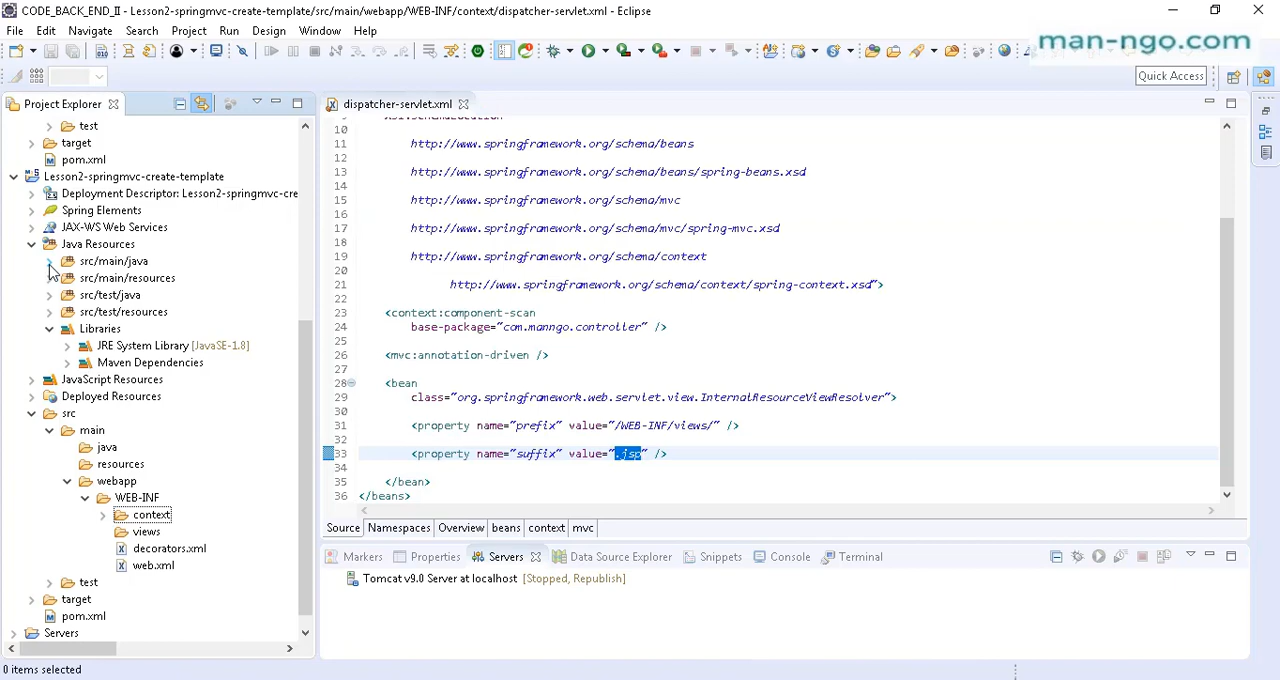 CODE_BACK_END_II - Lesson2-springmvc-create-template/src/main/webapp/WEB-INF/context/dispatcher-servlet.xml - Eclipse
File Edit Navigate Search Project Run Design Window Help
man-ngo.com
Quick Access
Project Explorer
test
target
pom.xml
Lesson2-springmvc-create-template
Deployment Descriptor: Lesson2-springmvc-cre
Spring Elements
JAX-WS Web Services
Java Resources
src/main/java
src/main/resources
src/test/java
src/test/resources
Libraries
JRE System Library [JavaSE-1.8]
Maven Dependencies
JavaScript Resources
Deployed Resources
src
main
java
resources
webapp
WEB-INF
context
views
decorators.xml
web.xml
test
target
pom.xml
Servers
dispatcher-servlet.xml
10
11 http://www.springframework.org/schema/beans
12
13 http://www.springframework.org/schema/beans/spring-beans.xsd
14
15 http://www.springframework.org/schema/mvc
16
17 http://www.springframework.org/schema/mvc/spring-mvc.xsd
18
19 http://www.springframework.org/schema/context
20
21 http://www.springframework.org/schema/context/spring-context.xsd">
22
23 <context:component-scan
24 base-package="com.manngo.controller" />
25
26 <mvc:annotation-driven />
27
28 <bean
29 class="org.springframework.web.servlet.view.InternalResourceViewResolver">
30
31 <property name="prefix" value="/WEB-INF/views/" />
32
33 <property name="suffix" value=".jsp" />
34
35 </bean>
36 </beans>
Source Namespaces Overview beans context mvc
Markers Properties Servers Data Source Explorer Snippets Console Terminal
Tomcat v9.0 Server at localhost [Stopped, Republish]
0 items selected